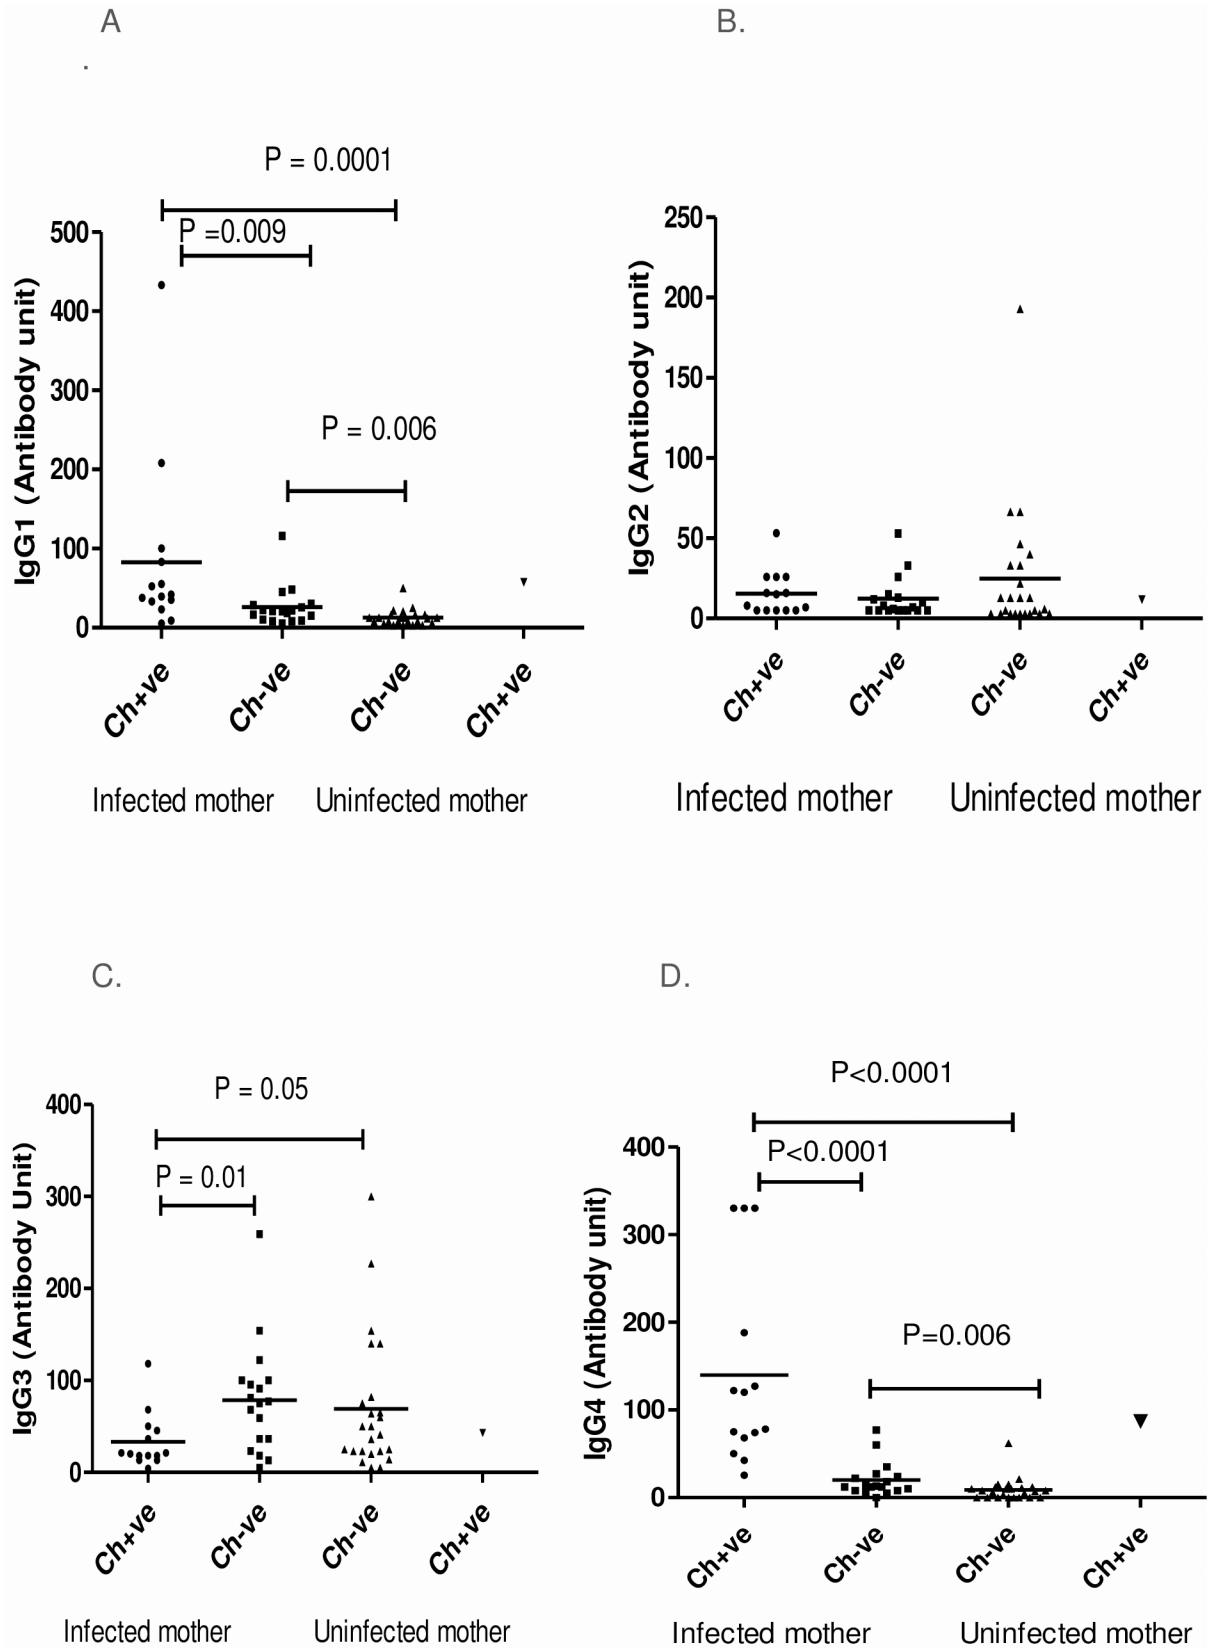 A
.
P = 0.0001
P =0.009
P = 0.006
500
400
300
200
100
0
IgG1 (Antibody unit)
Ch+ve
Ch-ve
Ch-ve
Ch+ve
Infected mother
Uninfected mother
B.
250
200
150
100
50
0
IgG2 (Antibody unit)
Ch+ve
Ch-ve
Ch-ve
Ch+ve
Infected mother
Uninfected mother
C.
P = 0.05
P = 0.01
400
300
200
100
0
IgG3 (Antibody Unit)
Ch+ve
Ch-ve
Ch-ve
Ch+ve
Infected mother
Uninfected mother
D.
P<0.0001
P<0.0001
P=0.006
400
300
200
100
0
IgG4 (Antibody unit)
Ch+ve
Ch-ve
Ch-ve
Ch+ve
Infected mother
Uninfected mother